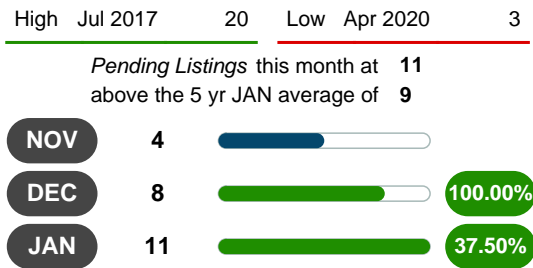 High Jul 2017 20 Low Apr 2020 3
Pending Listings this month at 11
above the 5 yr JAN average of 9
NOV 4
DEC 8 100.00%
JAN 11 37.50%